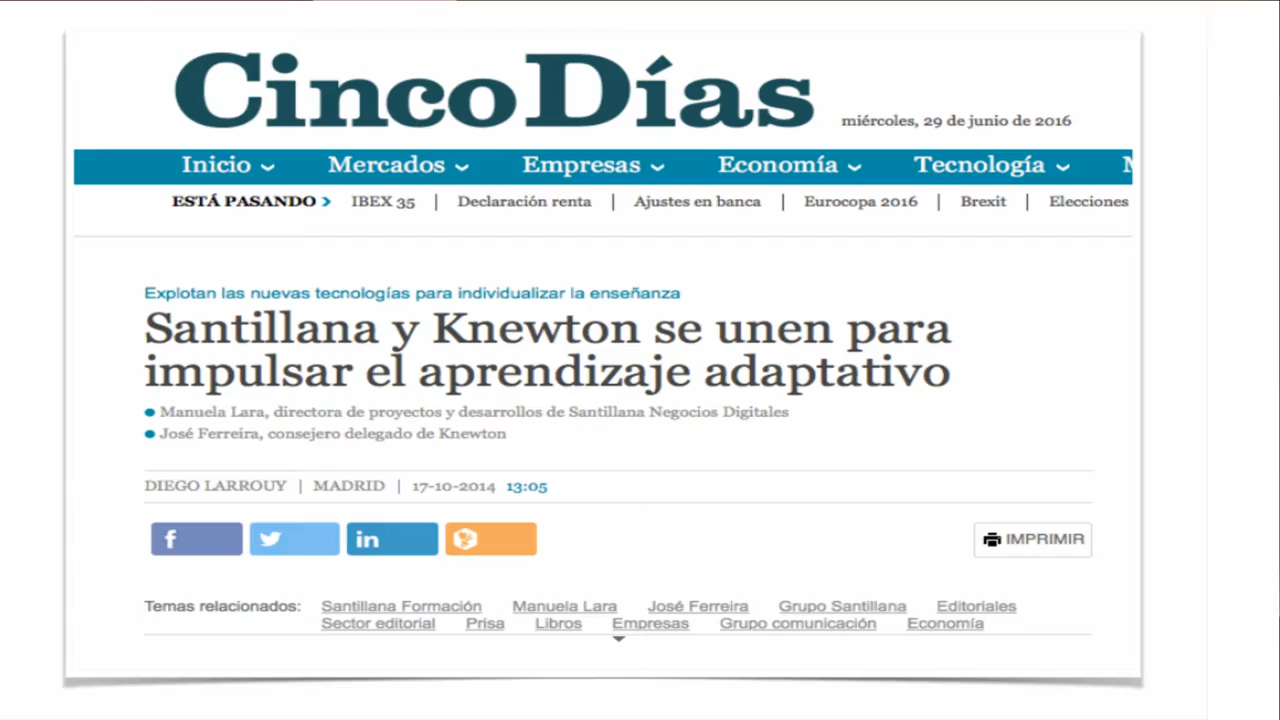 Cinco Días
miércoles, 29 de junio de 2016
Inicio Mercados Empresas Economía Tecnología
ESTÁ PASANDO IBEX 35 | Declaración renta | Ajustes en banca | Eurocopa 2016 | Brexit | Elecciones
Explotan las nuevas tecnologías para individualizar la enseñanza
Santillana y Knewton se unen para
impulsar el aprendizaje adaptativo
Manuela Lara, directora de proyectos y desarrollos de Santillana Negocios Digitales
José Ferreira, consejero delegado de Knewton
DIEGO LARROUY | MADRID | 17-10-2014 13:05
IMPRIMIR
Temas relacionados: Santillana Formación Manuela Lara José Ferreira Grupo Santillana Editoriales
Sector editorial Prisa Libros Empresas Grupo comunicación Economía